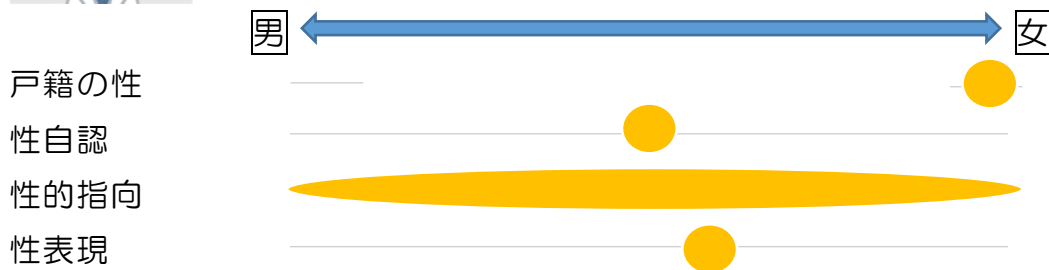 男 女
戸籍の性
性自認
性的指向
性表現